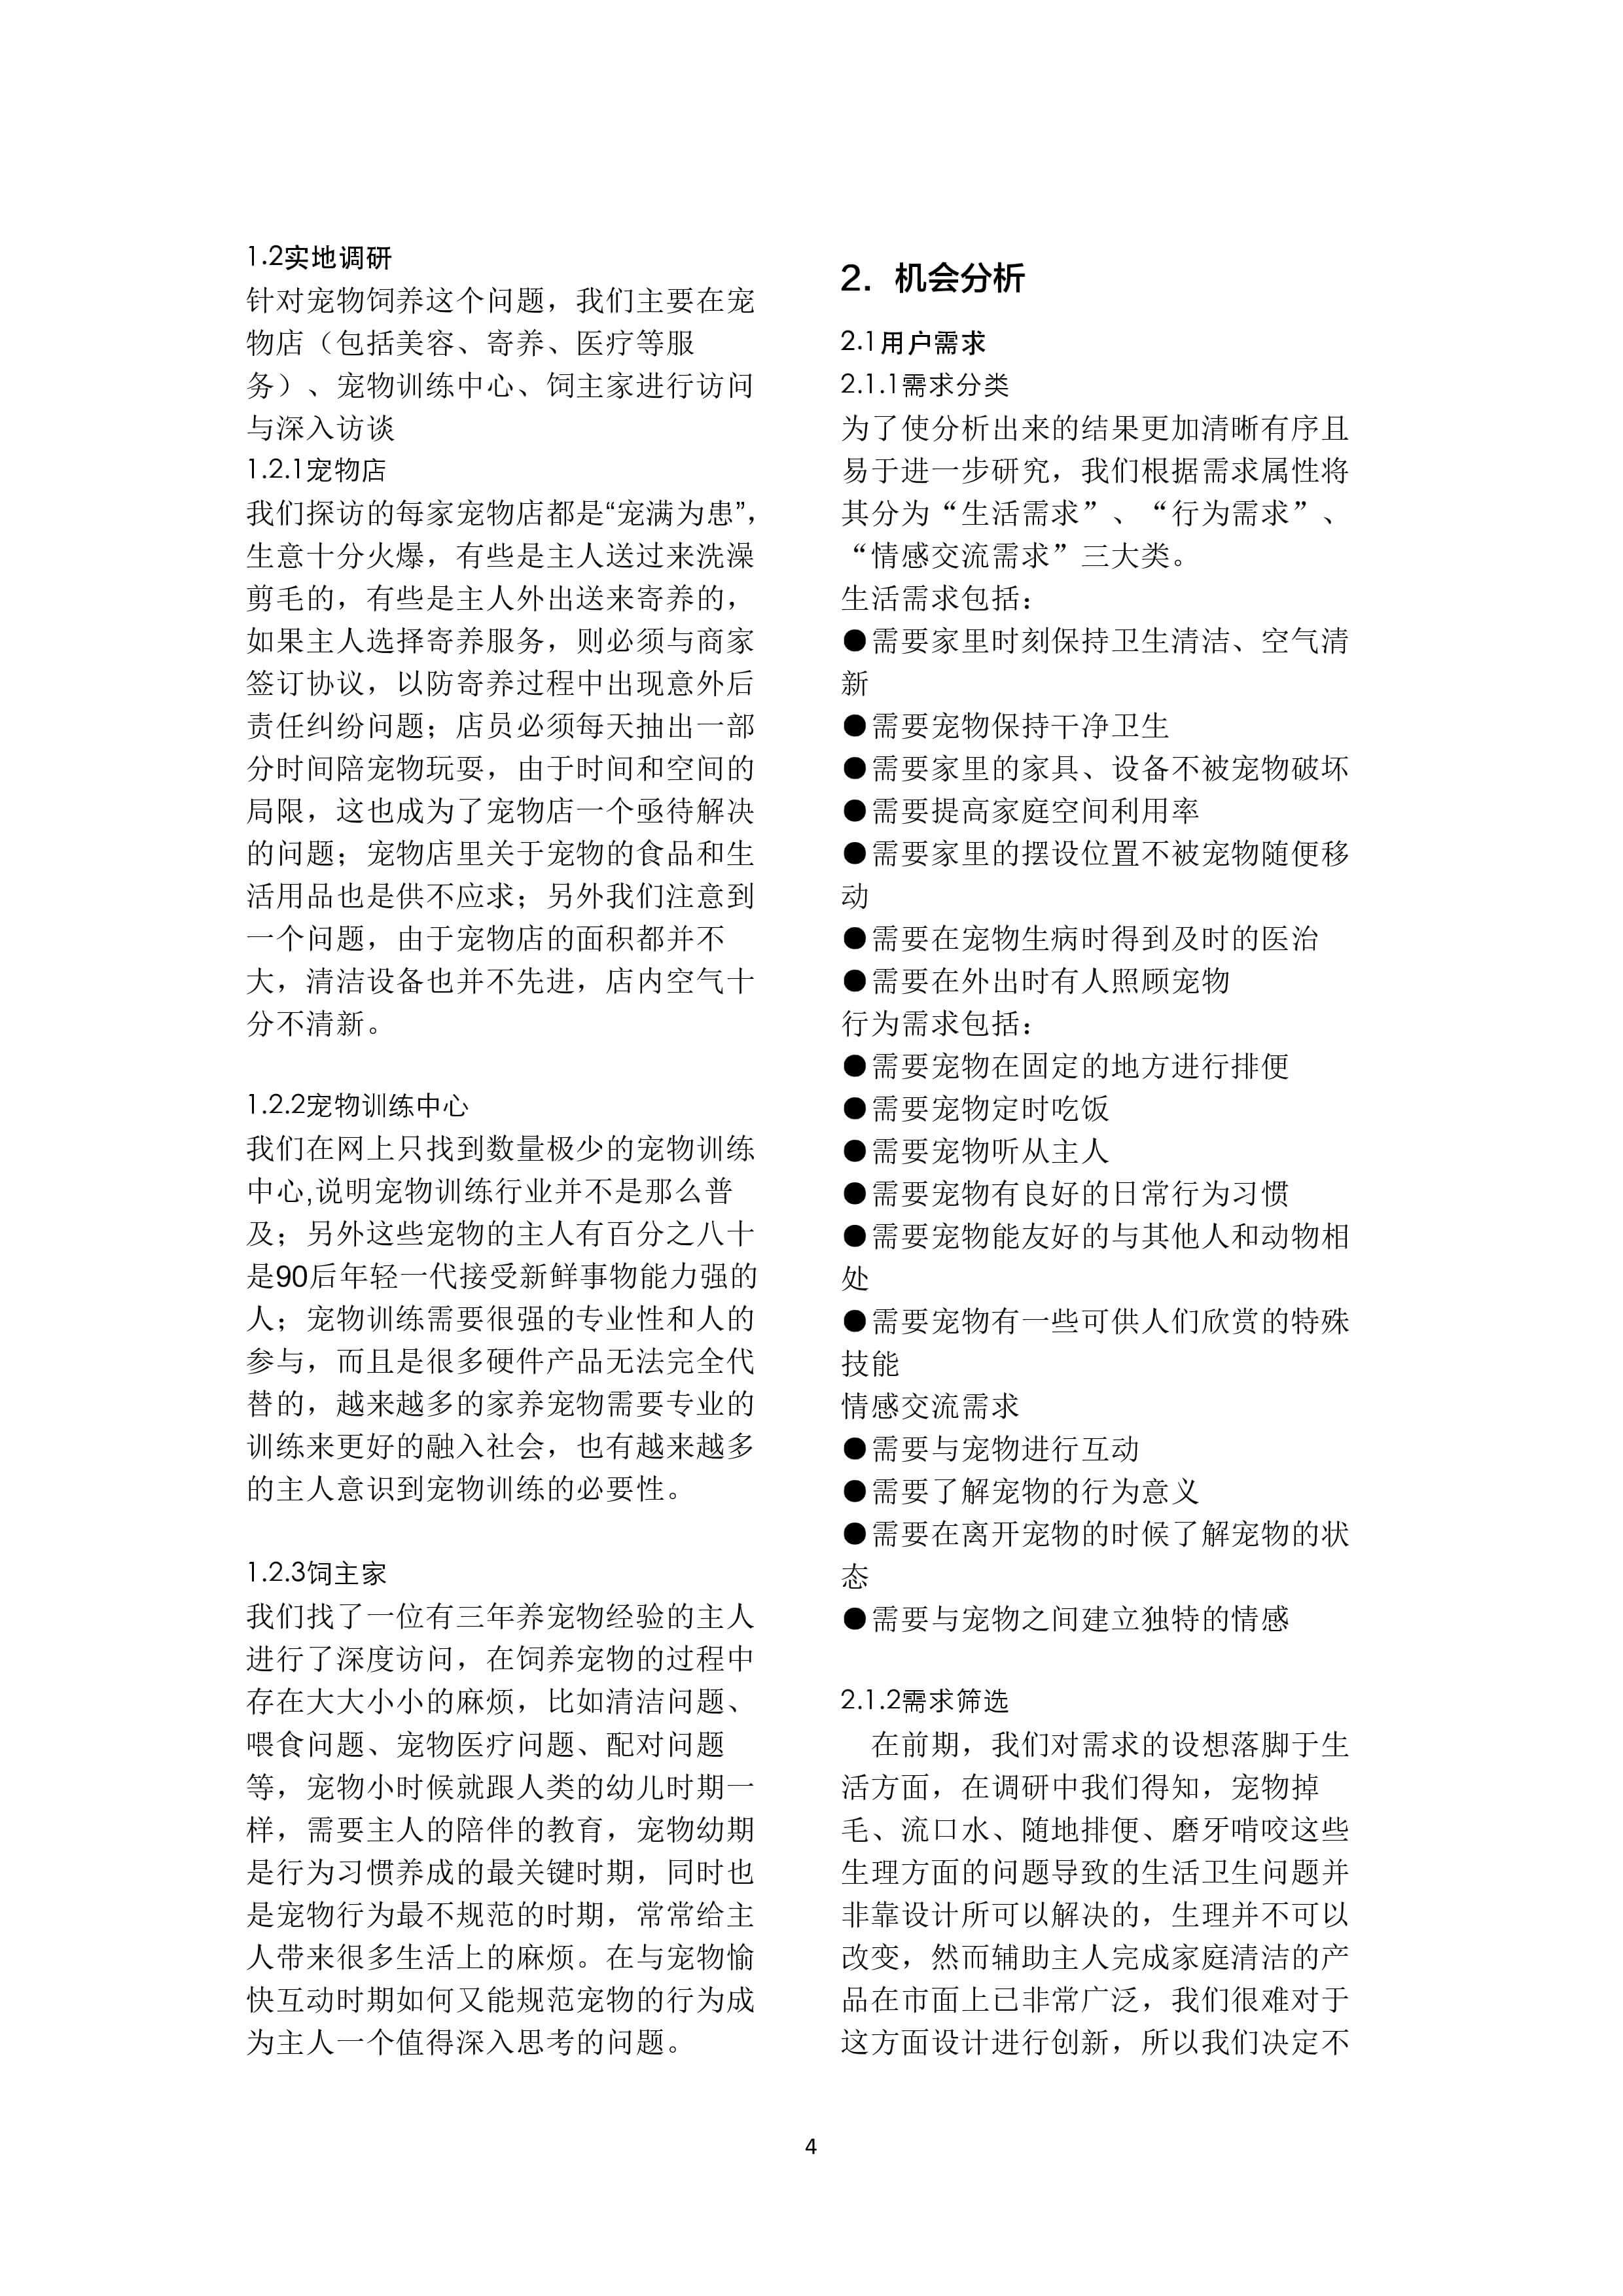 1.2实地调研
针对宠物饲养这个问题，我们主要在宠
物店（包括美容、寄养、医疗等服
务）、宠物训练中心、饲主家进行访问
与深入访谈
1.2.1宠物店
我们探访的每家宠物店都是“宠满为患”，
生意十分火爆，有些是主人送过来洗澡
剪毛的，有些是主人外出送来寄养的，
如果主人选择寄养服务，则必须与商家
签订协议，以防寄养过程中出现意外后
责任纠纷问题；店员必须每天抽出一部
分时间陪宠物玩耍，由于时间和空间的
局限，这也成为了宠物店一个亟待解决
的问题；宠物店里关于宠物的食品和生
活用品也是供不应求；另外我们注意到
一个问题，由于宠物店的面积都并不
大，清洁设备也并不先进，店内空气十
分不清新。
1.2.2宠物训练中心
我们在网上只找到数量极少的宠物训练
中心,说明宠物训练行业并不是那么普
及；另外这些宠物的主人有百分之八十
是90后年轻一代接受新鲜事物能力强的
人；宠物训练需要很强的专业性和人的
参与，而且是很多硬件产品无法完全代
替的，越来越多的家养宠物需要专业的
训练来更好的融入社会，也有越来越多
的主人意识到宠物训练的必要性。
1.2.3饲主家
我们找了一位有三年养宠物经验的主人
进行了深度访问，在饲养宠物的过程中
存在大大小小的麻烦，比如清洁问题、
喂食问题、宠物医疗问题、配对问题
等，宠物小时候就跟人类的幼儿时期一
样，需要主人的陪伴的教育，宠物幼期
是行为习惯养成的最关键时期，同时也
是宠物行为最不规范的时期，常常给主
人带来很多生活上的麻烦。在与宠物愉
快互动时期如何又能规范宠物的行为成
为主人一个值得深入思考的问题。
2. 机会分析
2.1用户需求
2.1.1需求分类
为了使分析出来的结果更加清晰有序且
易于进一步研究，我们根据需求属性将
其分为“生活需求”、“行为需求”、
“情感交流需求”三大类。
生活需求包括：
●需要家里时刻保持卫生清洁、空气清
新
●需要宠物保持干净卫生
●需要家里的家具、设备不被宠物破坏
●需要提高家庭空间利用率
●需要家里的摆设位置不被宠物随便移
动
●需要在宠物生病时得到及时的医治
●需要在外出时有人照顾宠物
行为需求包括：
●需要宠物在固定的地方进行排便
●需要宠物定时吃饭
●需要宠物听从主人
●需要宠物有良好的日常行为习惯
●需要宠物能友好的与其他人和动物相
处
●需要宠物有一些可供人们欣赏的特殊
技能
情感交流需求
●需要与宠物进行互动
●需要了解宠物的行为意义
●需要在离开宠物的时候了解宠物的状
态
●需要与宠物之间建立独特的情感
2.1.2需求筛选
在前期，我们对需求的设想落脚于生
活方面，在调研中我们得知，宠物掉
毛、流口水、随地排便、磨牙啃咬这些
生理方面的问题导致的生活卫生问题并
非靠设计所可以解决的，生理并不可以
改变，然而辅助主人完成家庭清洁的产
品在市面上已非常广泛，我们很难对于
这方面设计进行创新，所以我们决定不
4